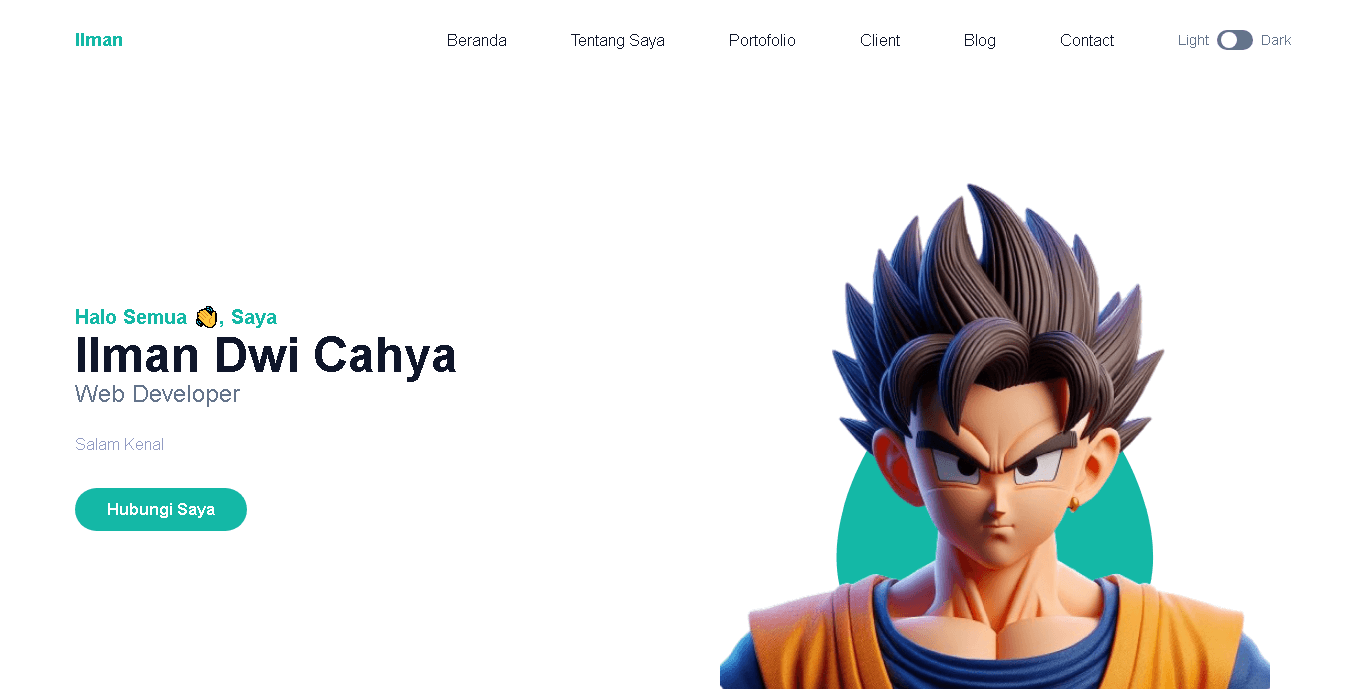 Ilman
Beranda Tentang Saya Portofolio Client Blog Contact Light Dark
Halo Semua 👏, Saya
Ilman Dwi Cahya
Web Developer
Salam Kenal
Hubungi Saya